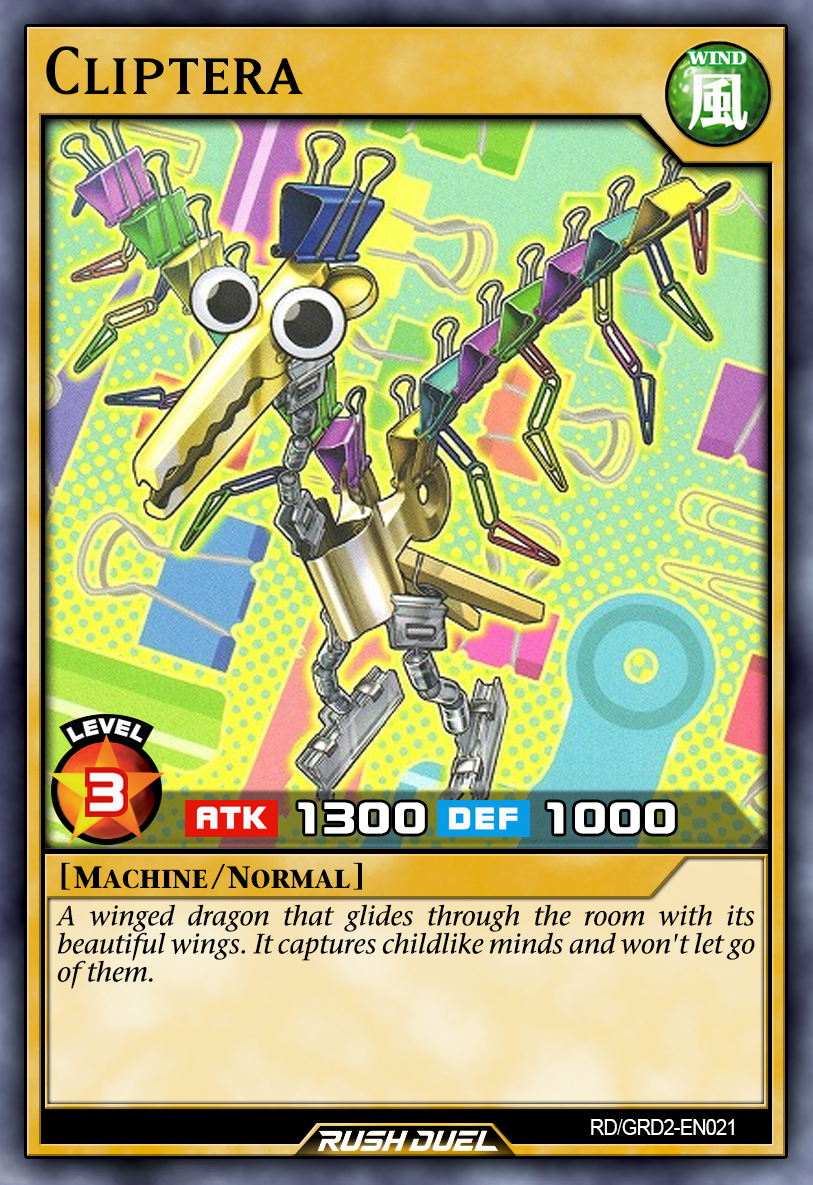 Cliptera
WIND
風
LEVEL
3
ATK 1300 DEF 1000
[Machine/Normal]
A winged dragon that glides through the room with its
beautiful wings. It captures childlike minds and won't let go
of them.
RD/GRD2-EN021
RUSH DUEL